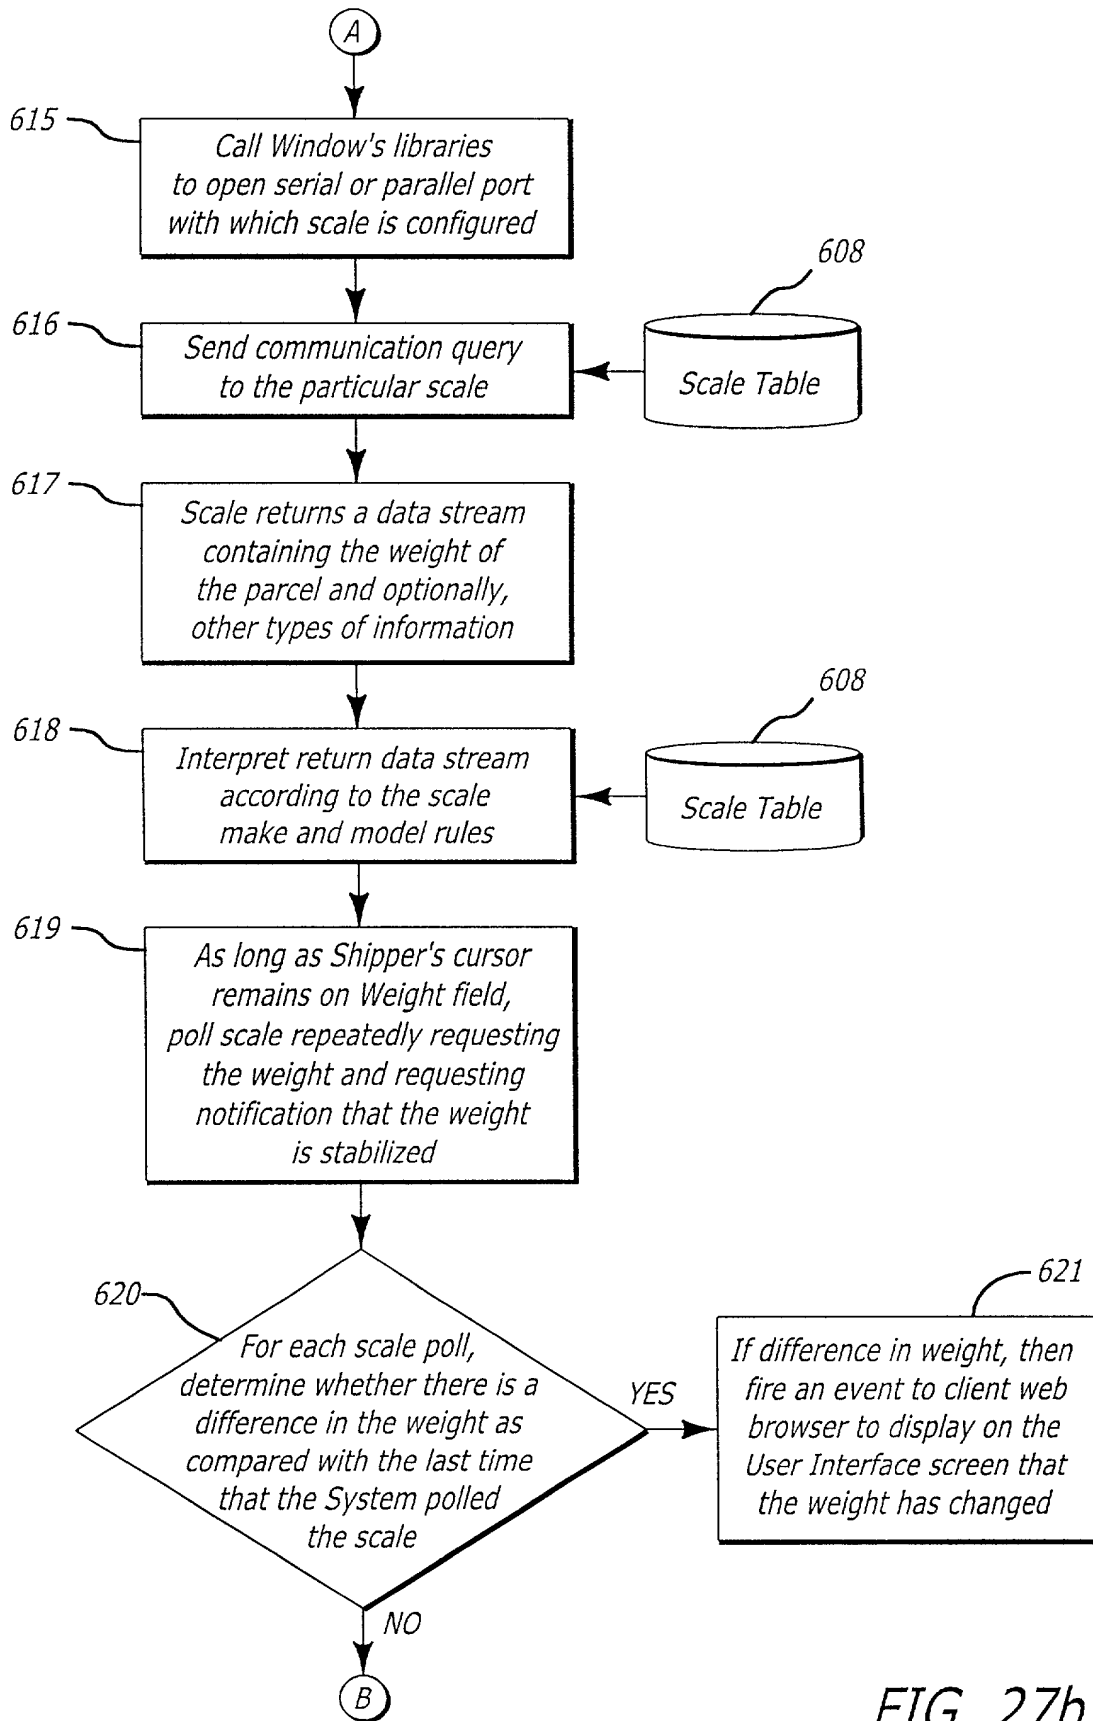 A
615
Call Window's libraries
to open serial or parallel port
with which scale is configured
608
616
Send communication query
to the particular scale
Scale Table
617
Scale returns a data stream
containing the weight of
the parcel and optionally,
other types of information
608
618
Interpret return data stream
according to the scale
make and model rules
Scale Table
619
As long as Shipper's cursor
remains on Weight field,
poll scale repeatedly requesting
the weight and requesting
notification that the weight
is stabilized
620
For each scale poll,
determine whether there is a
difference in the weight as
compared with the last time
that the System polled
the scale
YES
621
If difference in weight, then
fire an event to client web
browser to display on the
User Interface screen that
the weight has changed
NO
B
FIG. 27b